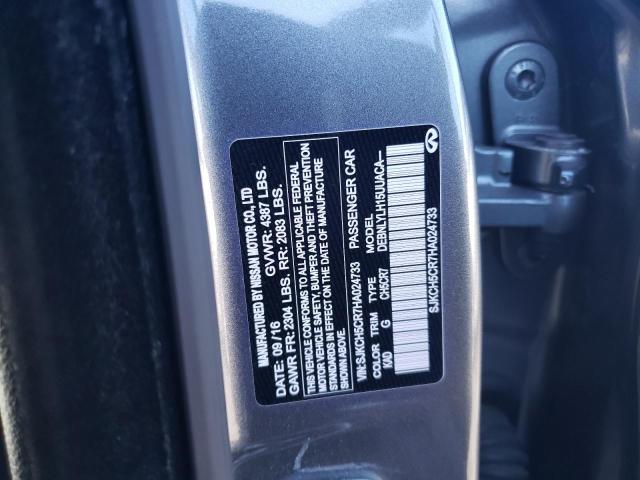 MANUFACTURED BY NISSAN MOTOR CO., LTD
DATE: 09/16 GVWR: 4387 LBS.
GAWR FR: 2304 LBS. RR: 2083 LBS.
THIS VEHICLE CONFORMS TO ALL APPLICABLE FEDERAL
MOTOR VEHICLE SAFETY, BUMPER AND THEFT PREVENTION
STANDARDS IN EFFECT ON THE DATE OF MANUFACTURE
SHOWN ABOVE.
VIN:SJKCH5CR7HA024733 PASSENGER CAR
COLOR TRIM TYPE MODEL
KAD G CH5CR7 DEBNLYLH15UUACA—
SJKCH5CR7HA024733